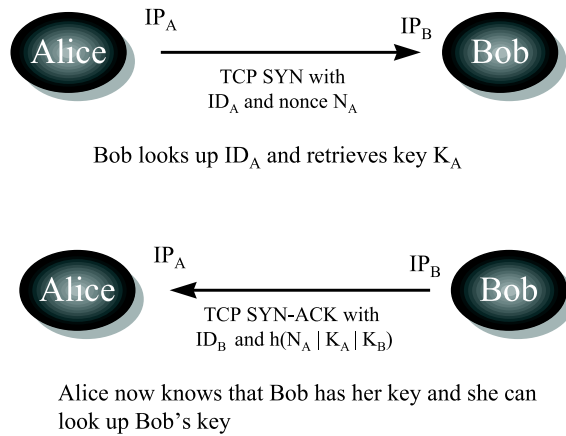 IP_A
IP_B
Alice
Bob
TCP SYN with
ID_A and nonce N_A
Bob looks up ID_A and retrieves key K_A
IP_A
IP_B
Alice
Bob
TCP SYN-ACK with
ID_B and h(N_A | K_A | K_B)
Alice now knows that Bob has her key and she can
look up Bob's key